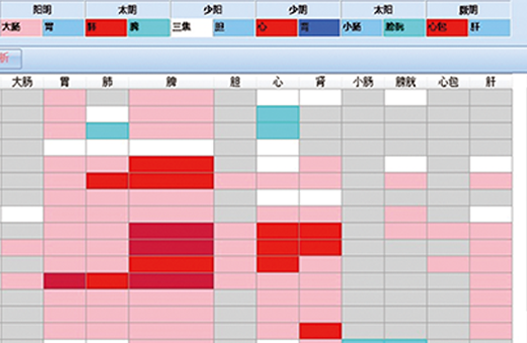 阳明 太阴 少阳 少阴 太阳 厥阴
大肠 胃 肺 脾 三焦 胆 心 肾 小肠 膀胱 心包 肝
析
大肠 胃 肺 脾 胆 心 肾 小肠 膀胱 心包 肝